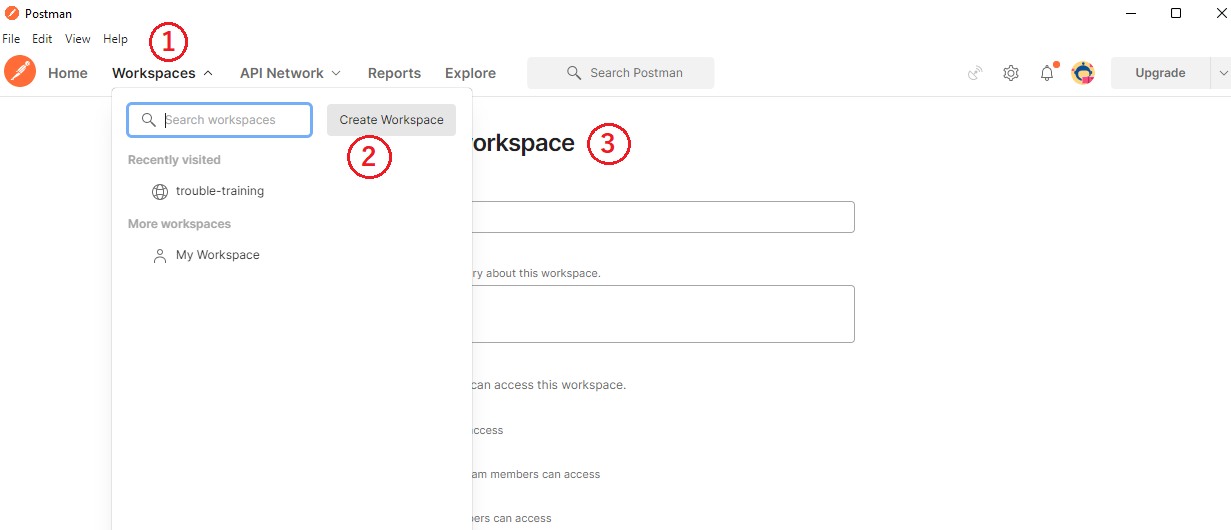 Postman
File Edit View Help
1
Home Workspaces API Network Reports Explore Search Postman Upgrade
Search workspaces Create Workspace
2
orkspace 3
Recently visited
trouble-training
More workspaces
My Workspace
ry about this workspace.
can access this workspace.
access
am members can access
ers can access